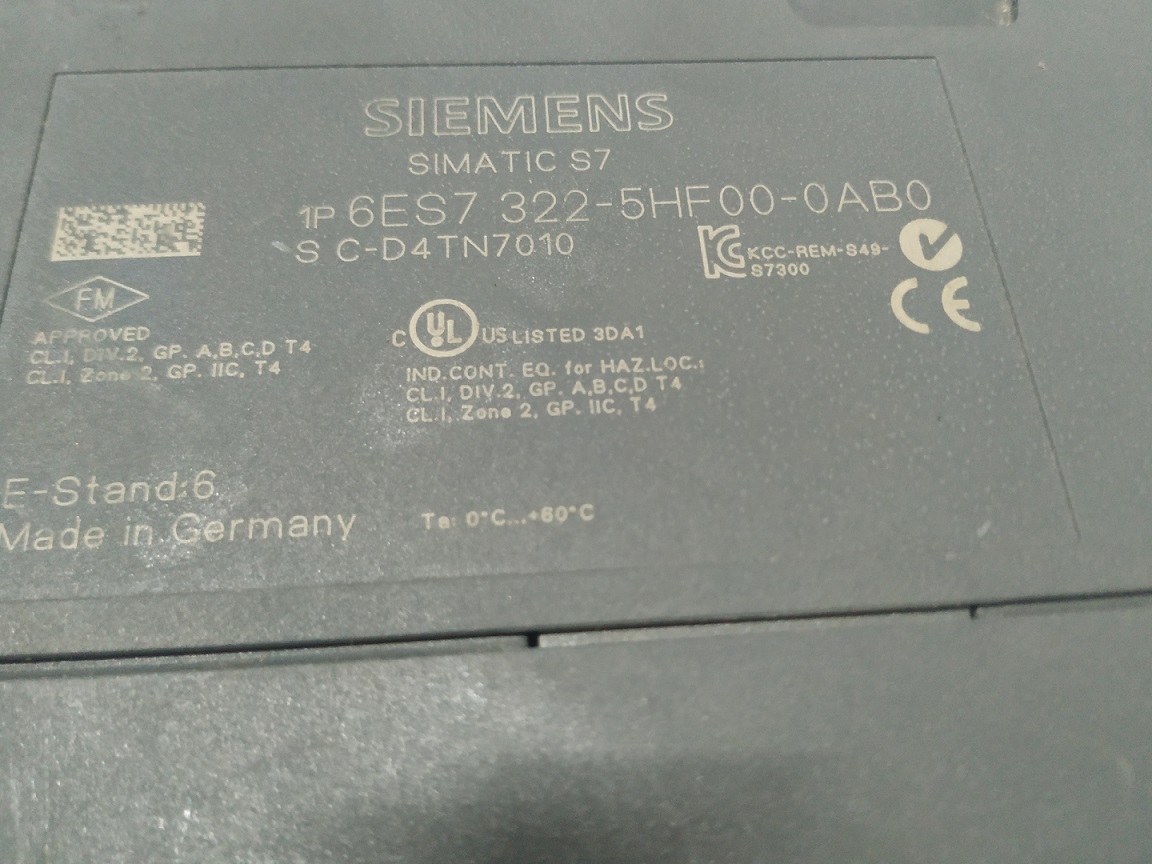 SIEMENS
SIMATIC S7
1P 6ES7 322-5HF00-0AB0
S C-D4TN7010
KCC-REM-S49-
S7300
FM
APPROVED
CL.I, DIV.2, GP. A,B,C,D T4
CL.I, Zone 2, GP. IIC, T4
C UL US LISTED 3DA1
IND.CONT. EQ. for HAZ.LOC.:
CL.I, DIV.2, GP. A,B,C,D T4
CL.I, Zone 2, GP. IIC, T4
CE
E-Stand:6
Made in Germany
Ta: 0°C...+60°C